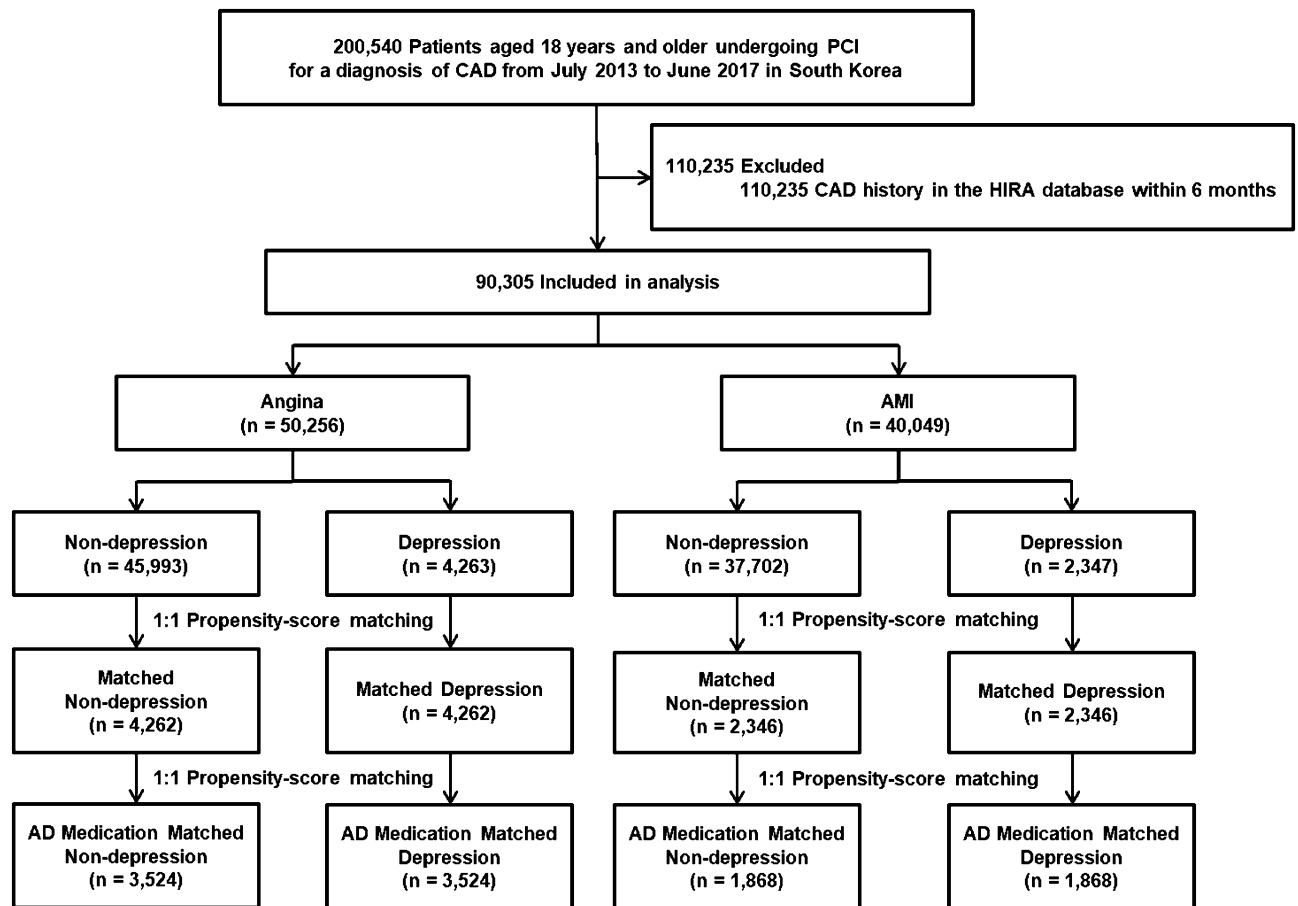 200,540 Patients aged 18 years and older undergoing PCI
for a diagnosis of CAD from July 2013 to June 2017 in South Korea
110,235 Excluded
110,235 CAD history in the HIRA database within 6 months
90,305 Included in analysis
Angina
(n = 50,256)
AMI
(n = 40,049)
Non-depression
(n = 45,993)
Depression
(n = 4,263)
Non-depression
(n = 37,702)
Depression
(n = 2,347)
1:1 Propensity-score matching
1:1 Propensity-score matching
Matched
Non-depression
(n = 4,262)
Matched Depression
(n = 4,262)
Matched
Non-depression
(n = 2,346)
Matched Depression
(n = 2,346)
1:1 Propensity-score matching
1:1 Propensity-score matching
AD Medication Matched
Non-depression
(n = 3,524)
AD Medication Matched
Depression
(n = 3,524)
AD Medication Matched
Non-depression
(n = 1,868)
AD Medication Matched
Depression
(n = 1,868)